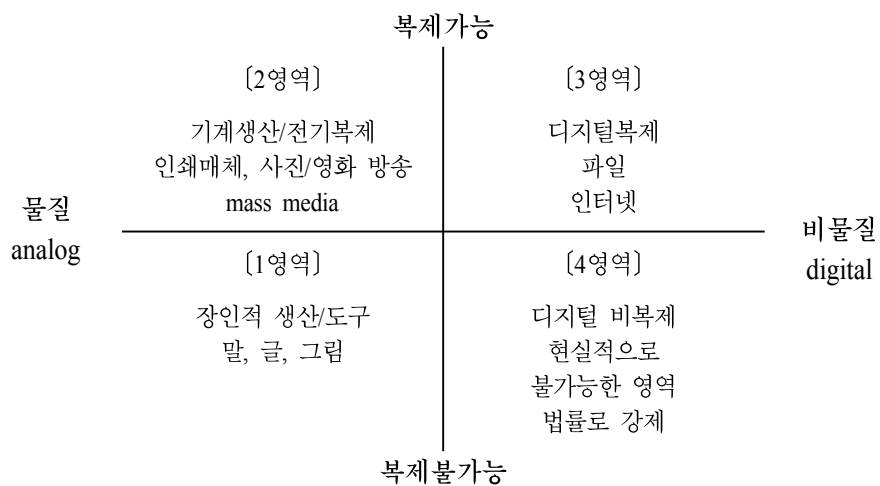 복제가능
〔2영역〕
기계생산/전기복제
인쇄매체, 사진/영화 방송
mass media
〔3영역〕
디지털복제
파일
인터넷
물질
analog
비물질
digital
〔1영역〕
장인적 생산/도구
말, 글, 그림
〔4영역〕
디지털 비복제
현실적으로
불가능한 영역
법률로 강제
복제불가능